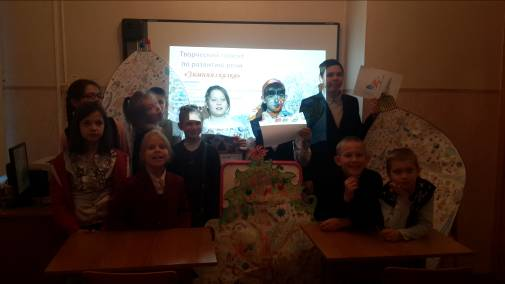 Творческий проект
по развитию речи
«Зимняя сказка»